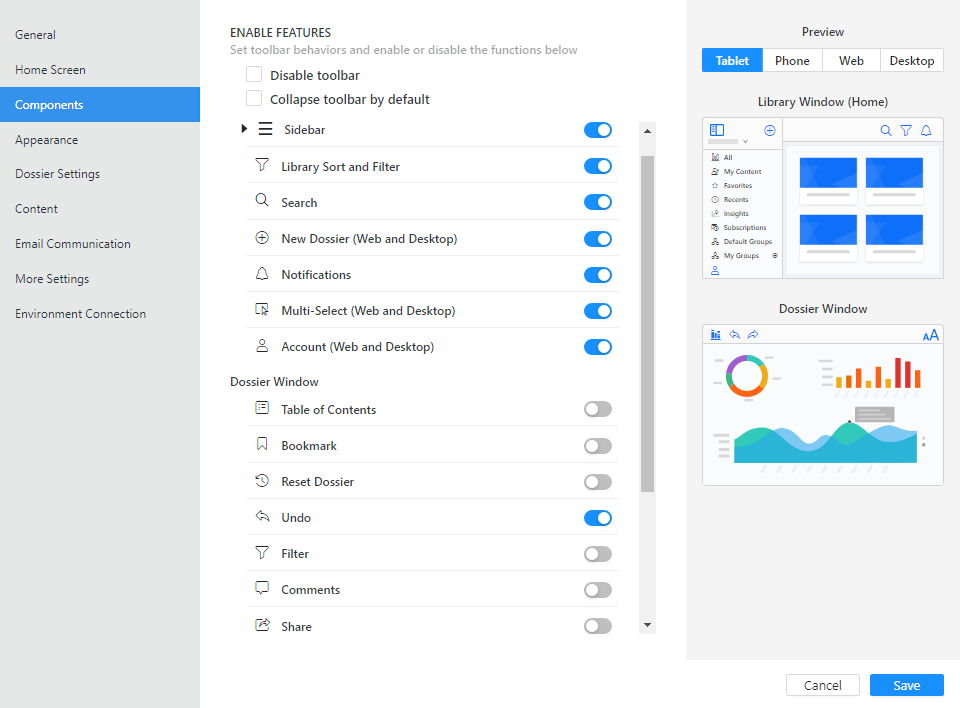 General
Home Screen
Components
Appearance
Dossier Settings
Content
Email Communication
More Settings
Environment Connection
ENABLE FEATURES
Set toolbar behaviors and enable or disable the functions below
Disable toolbar
Collapse toolbar by default
Sidebar
Library Sort and Filter
Search
New Dossier (Web and Desktop)
Notifications
Multi-Select (Web and Desktop)
Account (Web and Desktop)
Dossier Window
Table of Contents
Bookmark
Reset Dossier
Undo
Filter
Comments
Share
Preview
Tablet Phone Web Desktop
Library Window (Home)
All
My Content
Favorites
Recents
Insights
Subscriptions
Default Groups
My Groups
Dossier Window
AA
Cancel Save